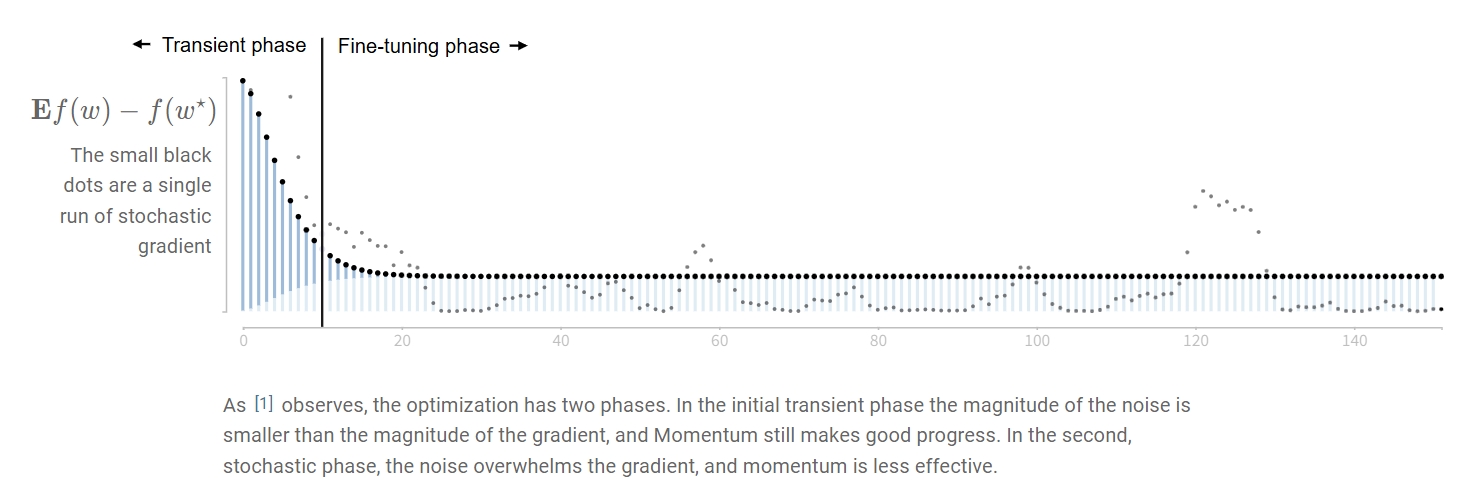 ← Transient phase Fine-tuning phase →
𝐄f(w) − f(w⋆)
The small black
dots are a single
run of stochastic
gradient
0 20 40 60 80 100 120 140
As [1] observes, the optimization has two phases. In the initial transient phase the magnitude of the noise is
smaller than the magnitude of the gradient, and Momentum still makes good progress. In the second,
stochastic phase, the noise overwhelms the gradient, and momentum is less effective.